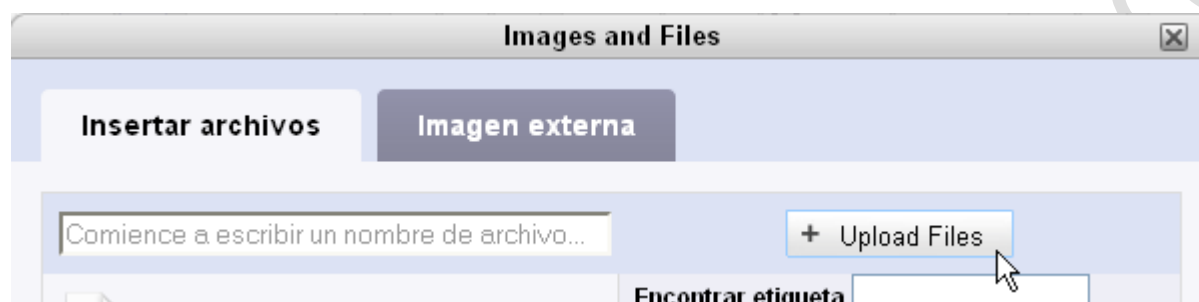 Images and Files
Insertar archivos
Imagen externa
Comience a escribir un nombre de archivo...
+ Upload Files
Encontrar etiqueta